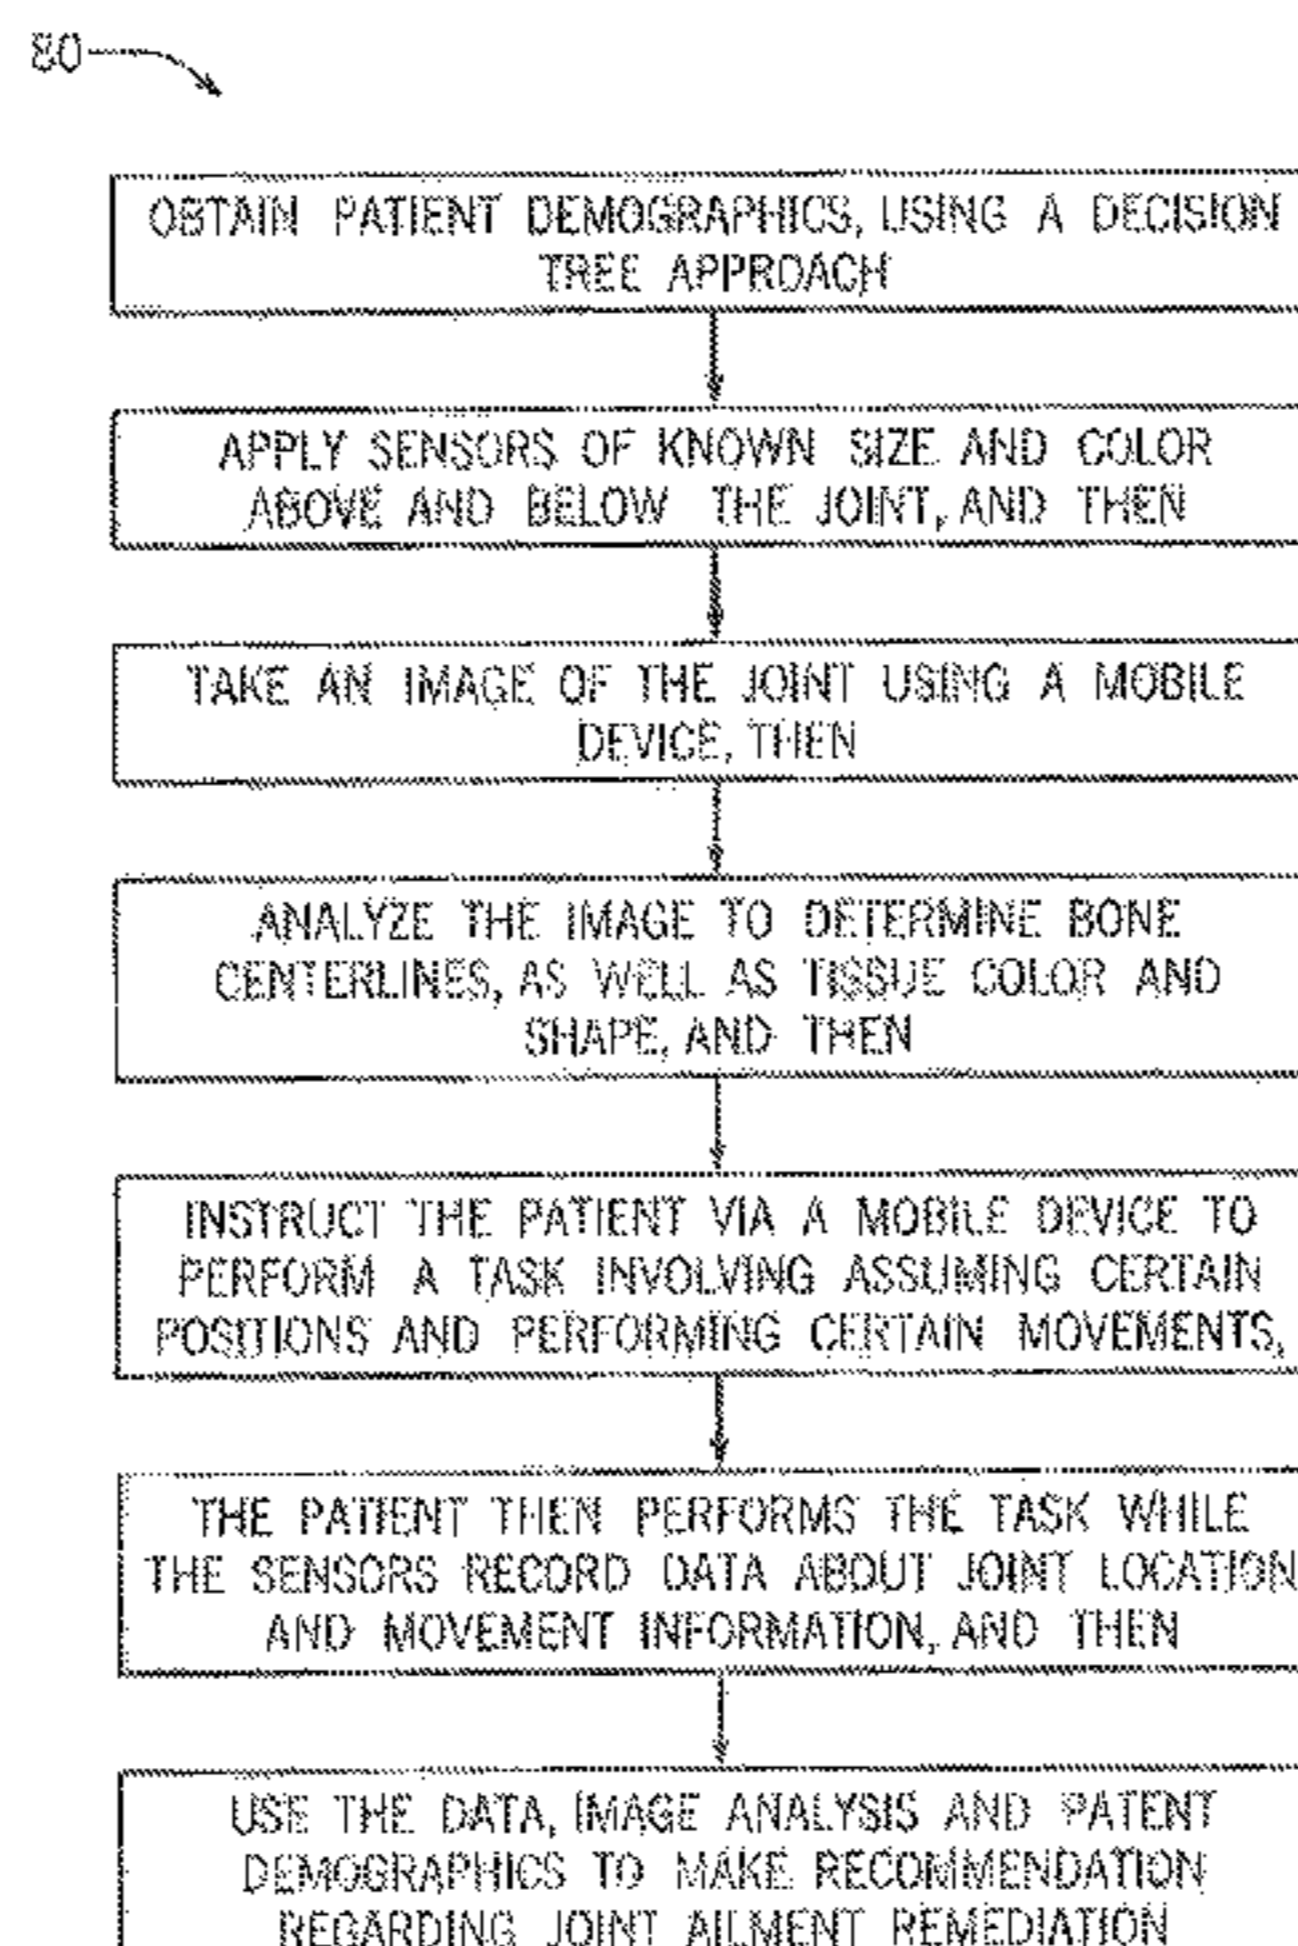 80
OBTAIN PATIENT DEMOGRAPHICS, USING A DECISION
TREE APPROACH
APPLY SENSORS OF KNOWN SIZE AND COLOR
ABOVE AND BELOW THE JOINT, AND THEN
TAKE AN IMAGE OF THE JOINT USING A MOBILE
DEVICE, THEN
ANALYZE THE IMAGE TO DETERMINE BONE
CENTERLINES, AS WELL AS TISSUE COLOR AND
SHAPE, AND THEN
INSTRUCT THE PATIENT VIA A MOBILE DEVICE TO
PERFORM A TASK INVOLVING ASSUMING CERTAIN
POSITIONS AND PERFORMING CERTAIN MOVEMENTS,
THE PATIENT THEN PERFORMS THE TASK WHILE
THE SENSORS RECORD DATA ABOUT JOINT LOCATION
AND MOVEMENT INFORMATION, AND THEN
USE THE DATA, IMAGE ANALYSIS AND PATENT
DEMOGRAPHICS TO MAKE RECOMMENDATION
REGARDING JOINT AILMENT REMEDIATION